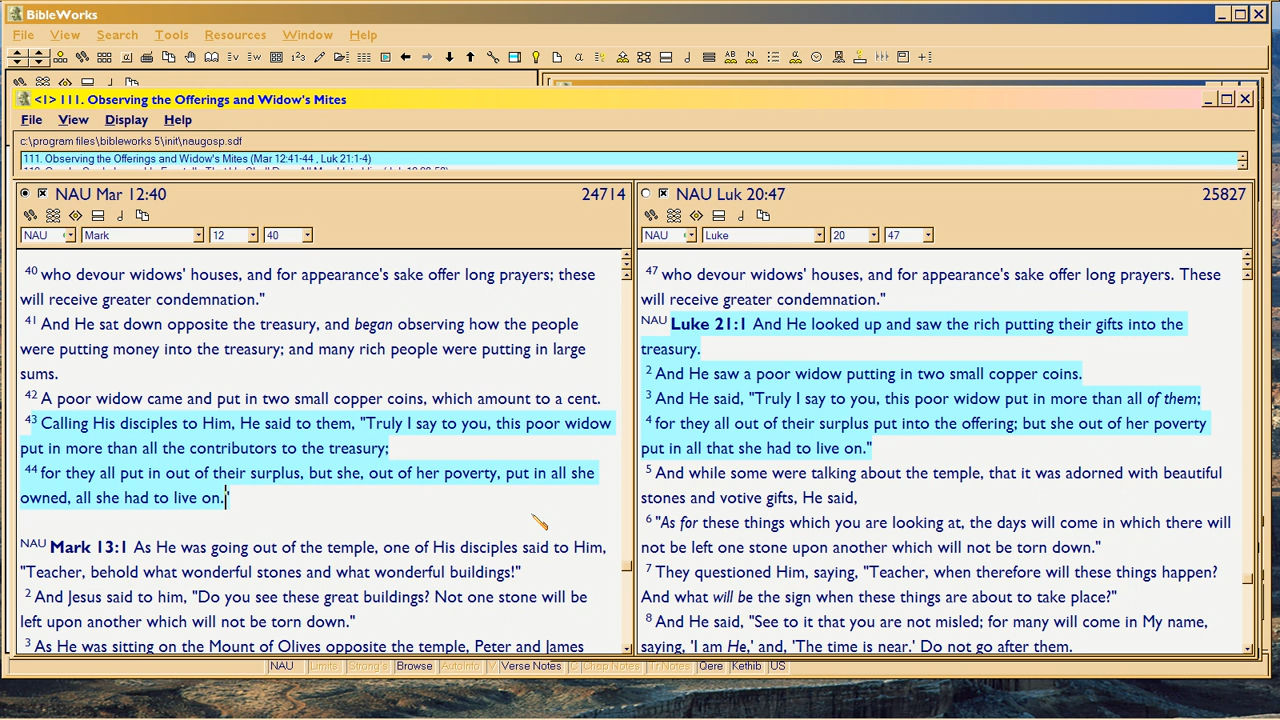 BibleWorks
File View Search Tools Resources Window Help
<I> 111. Observing the Offerings and Widow's Mites
File View Display Help
c:\program files\bibleworks 5\init\naugosp.sdf
111. Observing the Offerings and Widow's Mites (Mar 12:41-44 , Luk 21:1-4)
NAU Mar 12:40 24714
NAU Mark 12 40
40 who devour widows' houses, and for appearance's sake offer long prayers; these
will receive greater condemnation."
41 And He sat down opposite the treasury, and began observing how the people
were putting money into the treasury; and many rich people were putting in large
sums.
42 A poor widow came and put in two small copper coins, which amount to a cent.
43 Calling His disciples to Him, He said to them, "Truly I say to you, this poor widow
put in more than all the contributors to the treasury;
44 for they all put in out of their surplus, but she, out of her poverty, put in all she
owned, all she had to live on."
NAU Mark 13:1 As He was going out of the temple, one of His disciples said to Him,
"Teacher, behold what wonderful stones and what wonderful buildings!"
2 And Jesus said to him, "Do you see these great buildings? Not one stone will be
left upon another which will not be torn down."
3 As He was sitting on the Mount of Olives opposite the temple, Peter and James
NAU Luk 20:47 25827
NAU Luke 20 47
47 who devour widows' houses, and for appearance's sake offer long prayers. These
will receive greater condemnation."
NAU Luke 21:1 And He looked up and saw the rich putting their gifts into the
treasury.
2 And He saw a poor widow putting in two small copper coins.
3 And He said, "Truly I say to you, this poor widow put in more than all of them;
4 for they all out of their surplus put into the offering; but she out of her poverty
put in all that she had to live on."
5 And while some were talking about the temple, that it was adorned with beautiful
stones and votive gifts, He said,
6 "As for these things which you are looking at, the days will come in which there will
not be left one stone upon another which will not be torn down."
7 They questioned Him, saying, "Teacher, when therefore will these things happen?
And what will be the sign when these things are about to take place?"
8 And He said, "See to it that you are not misled; for many will come in My name,
saying, 'I am He,' and, 'The time is near.' Do not go after them.
NAU Limits Strong's Browse AutoInfo V Verse Notes C Chap Notes Tr Notes Qere Kethib US